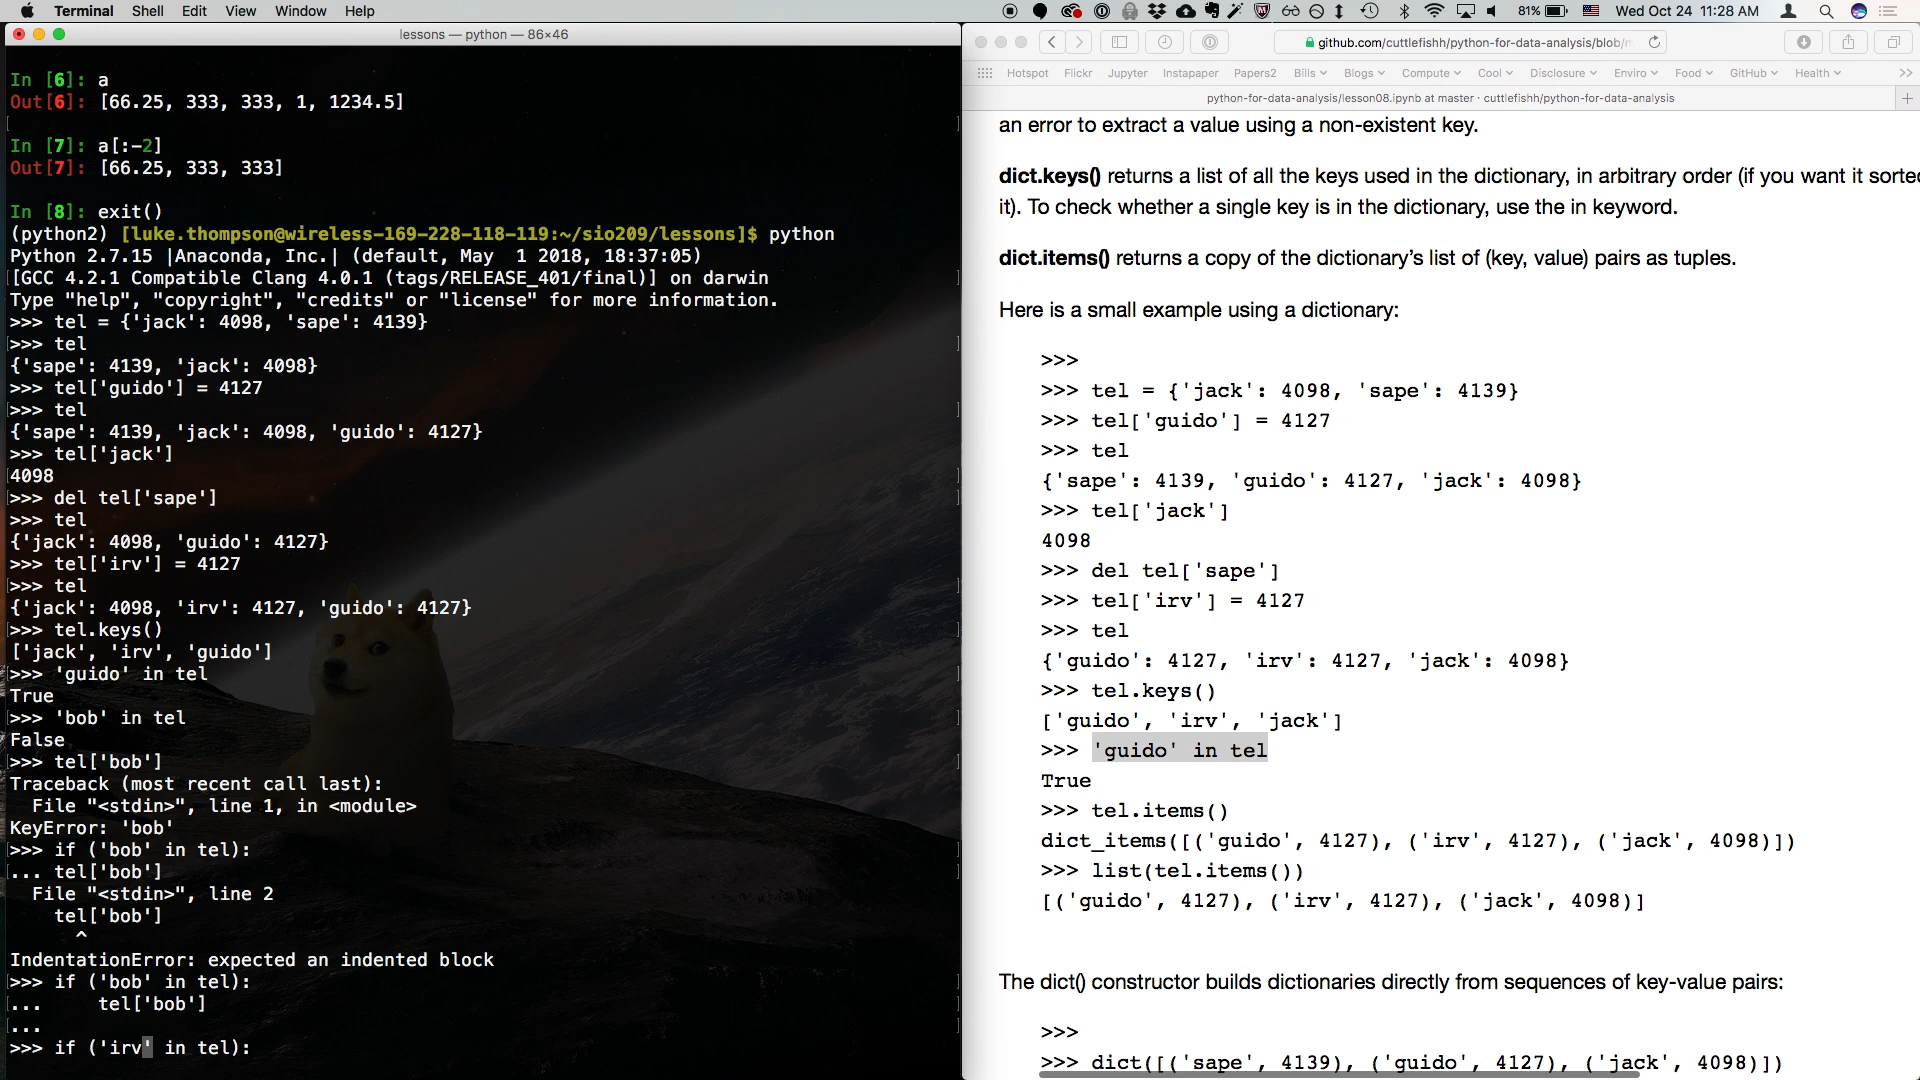 Terminal Shell Edit View Window Help
81% Wed Oct 24 11:28 AM
lessons — python — 86×46
In [6]: a
Out[6]: [66.25, 333, 333, 1, 1234.5]
In [7]: a[:-2]
Out[7]: [66.25, 333, 333]
In [8]: exit()
(python2) [luke.thompson@wireless-169-228-118-119:~/sio209/lessons]$ python
Python 2.7.15 |Anaconda, Inc.| (default, May  1 2018, 18:37:05)
[GCC 4.2.1 Compatible Clang 4.0.1 (tags/RELEASE_401/final)] on darwin
Type "help", "copyright", "credits" or "license" for more information.
>>> tel = {'jack': 4098, 'sape': 4139}
>>> tel
{'sape': 4139, 'jack': 4098}
>>> tel['guido'] = 4127
>>> tel
{'sape': 4139, 'jack': 4098, 'guido': 4127}
>>> tel['jack']
4098
>>> del tel['sape']
>>> tel
{'jack': 4098, 'guido': 4127}
>>> tel['irv'] = 4127
>>> tel
{'jack': 4098, 'irv': 4127, 'guido': 4127}
>>> tel.keys()
['jack', 'irv', 'guido']
>>> 'guido' in tel
True
>>> 'bob' in tel
False
>>> tel['bob']
Traceback (most recent call last):
  File "<stdin>", line 1, in <module>
KeyError: 'bob'
>>> if ('bob' in tel):
... tel['bob']
  File "<stdin>", line 2
    tel['bob']
      ^
IndentationError: expected an indented block
>>> if ('bob' in tel):
...     tel['bob']
...
>>> if ('irv' in tel):
github.com/cuttlefishh/python-for-data-analysis/blob/m
Hotspot Flickr Jupyter Instapaper Papers2 Bills Blogs Compute Cool Disclosure Enviro Food GitHub Health >>
python-for-data-analysis/lesson08.ipynb at master · cuttlefishh/python-for-data-analysis
an error to extract a value using a non-existent key.
dict.keys() returns a list of all the keys used in the dictionary, in arbitrary order (if you want it sorted
it). To check whether a single key is in the dictionary, use the in keyword.
dict.items() returns a copy of the dictionary's list of (key, value) pairs as tuples.
Here is a small example using a dictionary:
>>>
>>> tel = {'jack': 4098, 'sape': 4139}
>>> tel['guido'] = 4127
>>> tel
{'sape': 4139, 'guido': 4127, 'jack': 4098}
>>> tel['jack']
4098
>>> del tel['sape']
>>> tel['irv'] = 4127
>>> tel
{'guido': 4127, 'irv': 4127, 'jack': 4098}
>>> tel.keys()
['guido', 'irv', 'jack']
>>> 'guido' in tel
True
>>> tel.items()
dict_items([('guido', 4127), ('irv', 4127), ('jack', 4098)])
>>> list(tel.items())
[('guido', 4127), ('irv', 4127), ('jack', 4098)]
The dict() constructor builds dictionaries directly from sequences of key-value pairs:
>>>
>>> dict([('sape', 4139), ('guido', 4127), ('jack', 4098)])